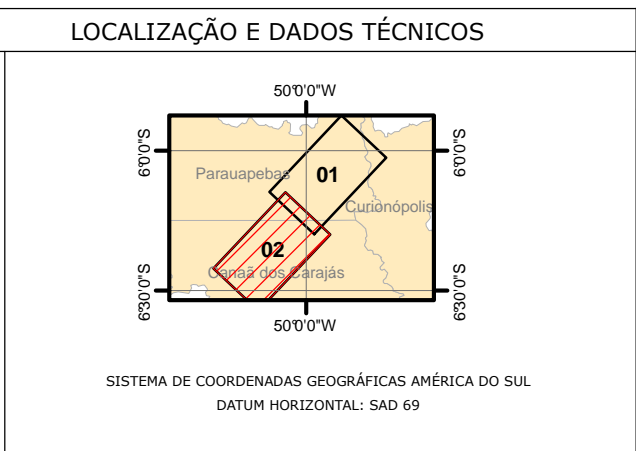 LOCALIZAÇÃO E DADOS TÉCNICOS
50°0'0"W
6°0'0"S
6°0'0"S
Parauapebas
01
Curionópolis
02
Canaã dos Carajás
6°30'0"S
6°30'0"S
50°0'0"W
SISTEMA DE COORDENADAS GEOGRÁFICAS AMÉRICA DO SUL
DATUM HORIZONTAL: SAD 69